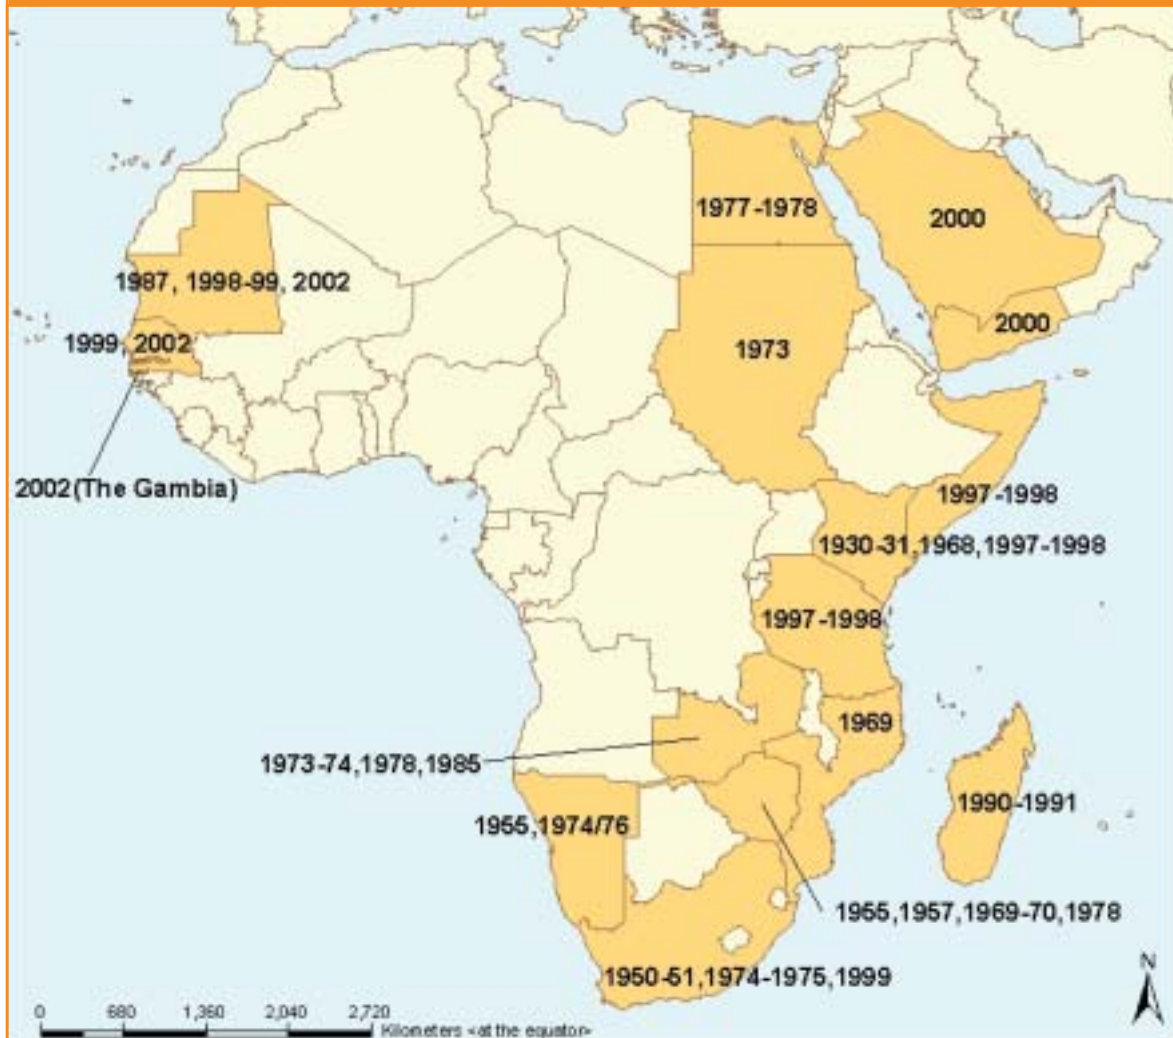 1977-1978
2000
1987, 1998-99, 2002
2000
1999, 2002
1973
2002(The Gambia)
1997-1998
1930-31,1968,1997-1998
1997-1998
1969
1973-74,1978,1985
1990-1991
1955,1974/76
1955,1957,1969-70,1978
1950-51,1974-1975,1999
N
0 680 1,360 2,040 2,720
Kilometers <at the equator>